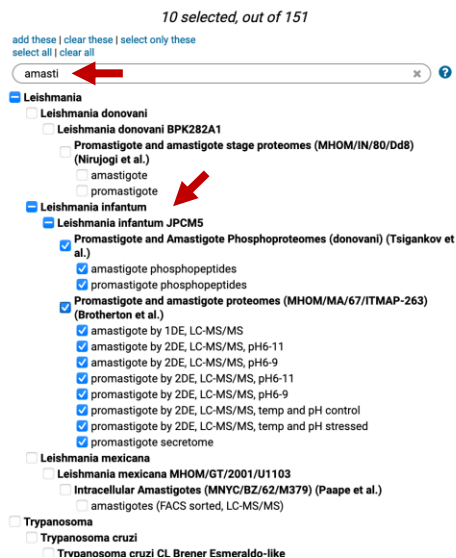 10 selected, out of 151
add these | clear these | select only these
select all | clear all
amasti
Leishmania
Leishmania donovani
Leishmania donovani BPK282A1
Promastigote and amastigote stage proteomes (MHOM/IN/80/Dd8)
(Nirujogi et al.)
amastigote
promastigote
Leishmania infantum
Leishmania infantum JPCM5
Promastigote and Amastigote Phosphoproteomes (donovani) (Tsigankov et
al.)
amastigote phosphopeptides
promastigote phosphopeptides
Promastigote and amastigote proteomes (MHOM/MA/67/ITMAP-263)
(Brotherton et al.)
amastigote by 1DE, LC-MS/MS
amastigote by 2DE, LC-MS/MS, pH6-11
amastigote by 2DE, LC-MS/MS, pH6-9
promastigote by 2DE, LC-MS/MS, pH6-11
promastigote by 2DE, LC-MS/MS, pH6-9
promastigote by 2DE, LC-MS/MS, temp and pH control
promastigote by 2DE, LC-MS/MS, temp and pH stressed
promastigote secretome
Leishmania mexicana
Leishmania mexicana MHOM/GT/2001/U1103
Intracellular Amastigotes (MNYC/BZ/62/M379) (Paape et al.)
amastigotes (FACS sorted, LC-MS/MS)
Trypanosoma
Trypanosoma cruzi
Trypanosoma cruzi CL Brener Esmeraldo-like